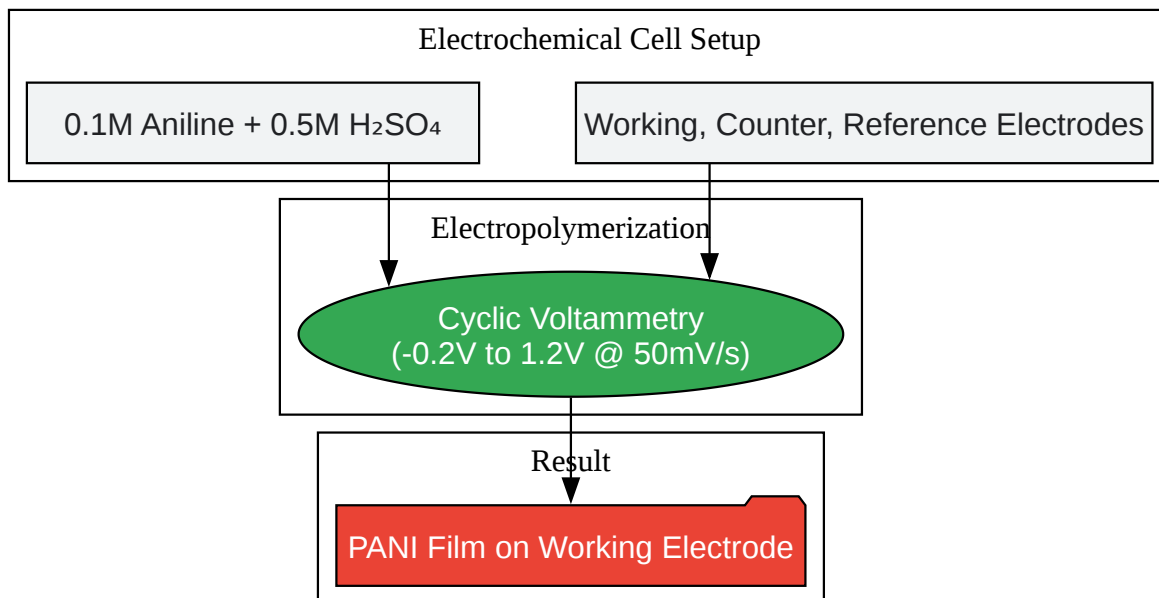 Electrochemical Cell Setup
0.1M Aniline + 0.5M H₂SO₄
Working, Counter, Reference Electrodes
Electropolymerization
Cyclic Voltammetry
(-0.2V to 1.2V @ 50mV/s)
Result
PANI Film on Working Electrode